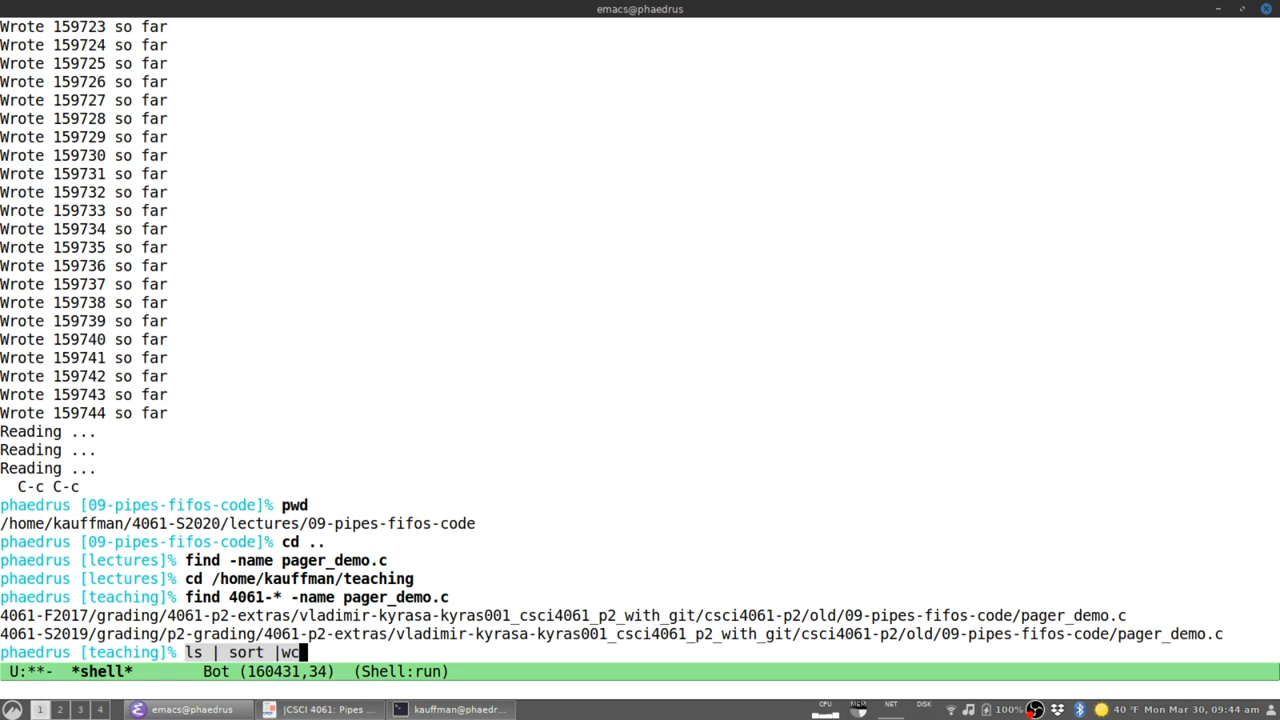 emacs@phaedrus
Wrote 159723 so far
Wrote 159724 so far
Wrote 159725 so far
Wrote 159726 so far
Wrote 159727 so far
Wrote 159728 so far
Wrote 159729 so far
Wrote 159730 so far
Wrote 159731 so far
Wrote 159732 so far
Wrote 159733 so far
Wrote 159734 so far
Wrote 159735 so far
Wrote 159736 so far
Wrote 159737 so far
Wrote 159738 so far
Wrote 159739 so far
Wrote 159740 so far
Wrote 159741 so far
Wrote 159742 so far
Wrote 159743 so far
Wrote 159744 so far
Reading ...
Reading ...
Reading ...
  C-c C-c
phaedrus [09-pipes-fifos-code]% pwd
/home/kauffman/4061-S2020/lectures/09-pipes-fifos-code
phaedrus [09-pipes-fifos-code]% cd ..
phaedrus [lectures]% find -name pager_demo.c
phaedrus [lectures]% cd /home/kauffman/teaching
phaedrus [teaching]% find 4061-* -name pager_demo.c
4061-F2017/grading/4061-p2-extras/vladimir-kyrasa-kyras001_csci4061_p2_with_git/csci4061-p2/old/09-pipes-fifos-code/pager_demo.c
4061-S2019/grading/p2-grading/4061-p2-extras/vladimir-kyrasa-kyras001_csci4061_p2_with_git/csci4061-p2/old/09-pipes-fifos-code/pager_demo.c
phaedrus [teaching]% ls | sort |wc
U:**-  *shell*  Bot (160431,34)  (Shell:run)
1 2 3 4 emacs@phaedrus |CSCI 4061: Pipes ... kauffman@phaedr... CPU MEM NET DISK 100% 40 °F Mon Mar 30, 09:44 am